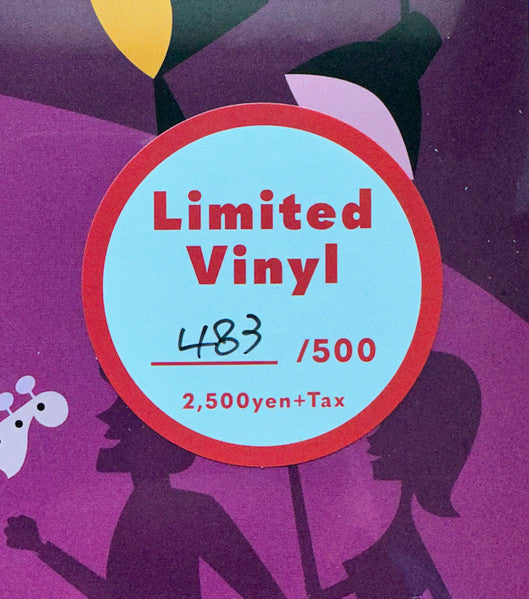 Limited
Vinyl
483 /500
2,500yen+Tax